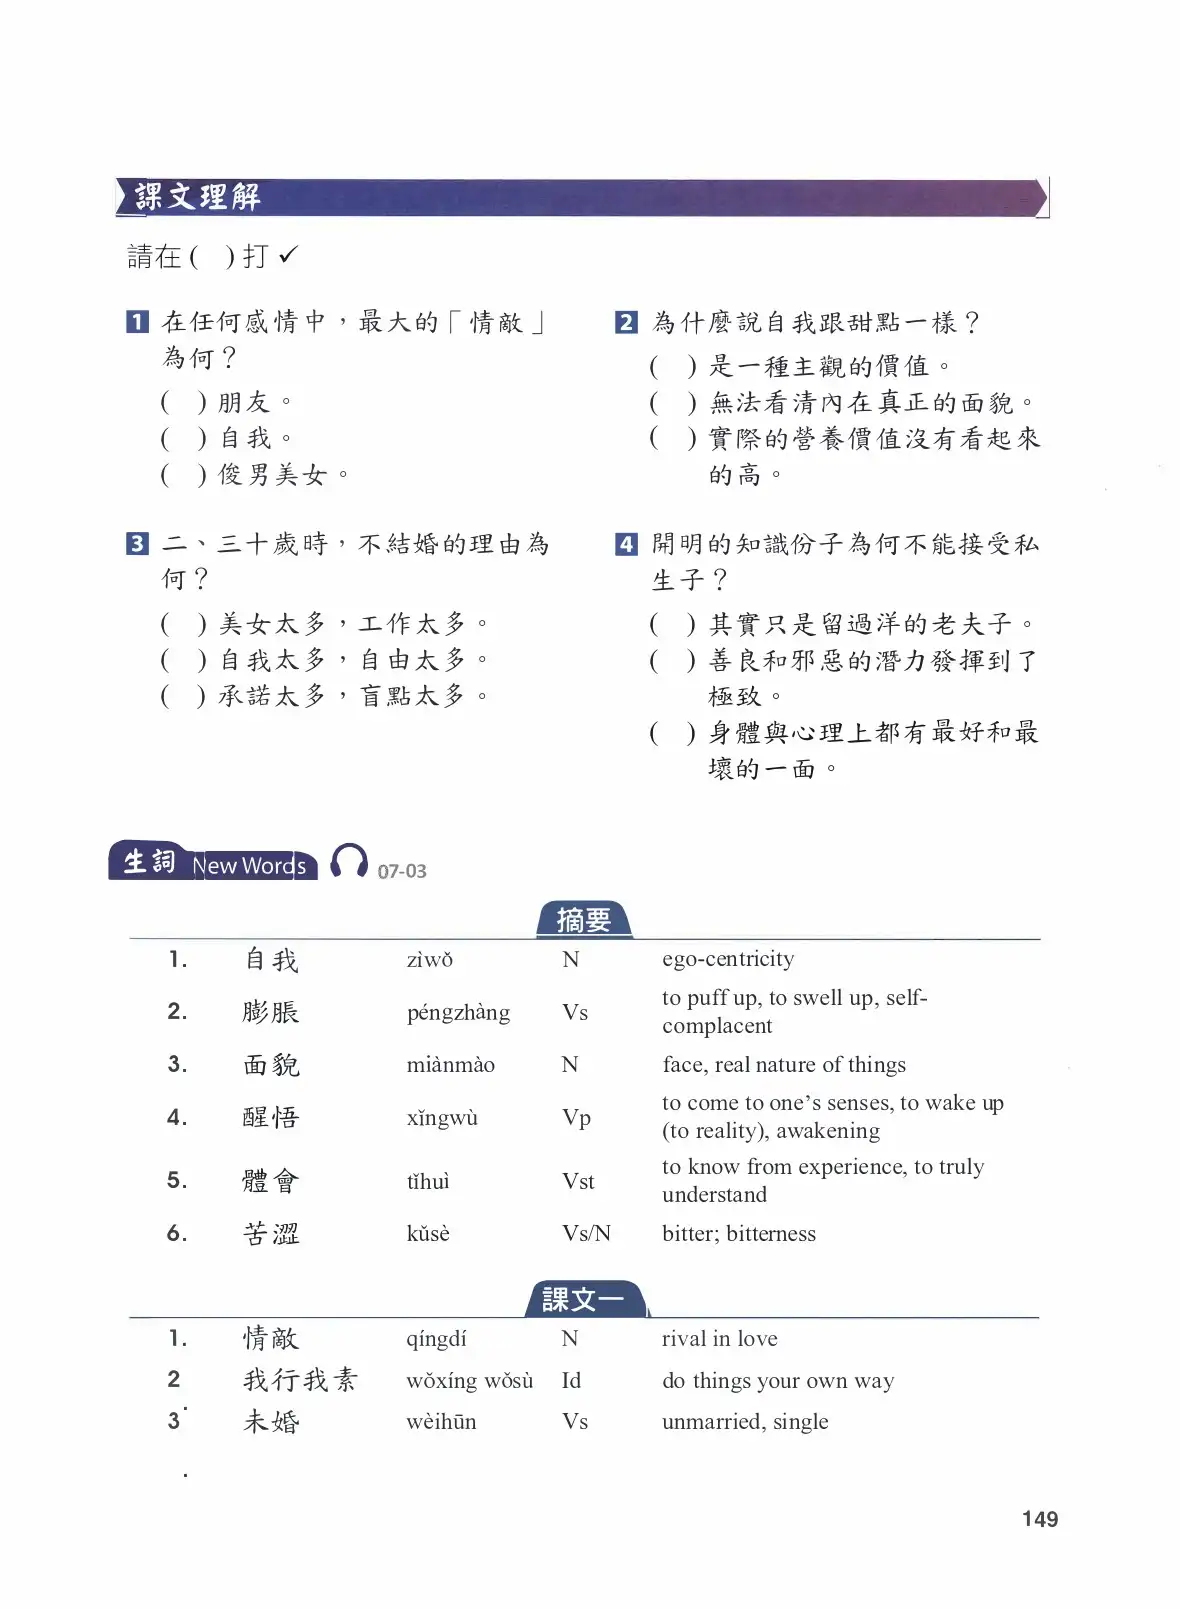 課文理解
請在( )打✓
1 在任何感情中，最大的「情敵」
為何？
( )朋友。
( )自我。
( )俊男美女。
2 為什麼說自我跟甜點一樣？
( )是一種主觀的價值。
( )無法看清內在真正的面貌。
( )實際的營養價值沒有看起來
的高。
3 二、三十歲時，不結婚的理由為
何？
( )美女太多，工作太多。
( )自我太多，自由太多。
( )承諾太多，盲點太多。
4 開明的知識份子為何不能接受私
生子？
( )其實只是留過洋的老夫子。
( )善良和邪惡的潛力發揮到了
極致。
( )身體與心理上都有最好和最
壞的一面。
生詞 New Words 07-03
摘要
1. 自我 zìwǒ N ego-centricity
2. 膨脹 péngzhàng Vs to puff up, to swell up, self-
complacent
3. 面貌 miànmào N face, real nature of things
4. 醒悟 xǐngwù Vp to come to one's senses, to wake up
(to reality), awakening
5. 體會 tǐhuì Vst to know from experience, to truly
understand
6. 苦澀 kǔsè Vs/N bitter; bitterness
課文一
1. 情敵 qíngdí N rival in love
2 我行我素 wǒxíng wǒsù Id do things your own way
.
3 未婚 wèihūn Vs unmarried, single
.
149